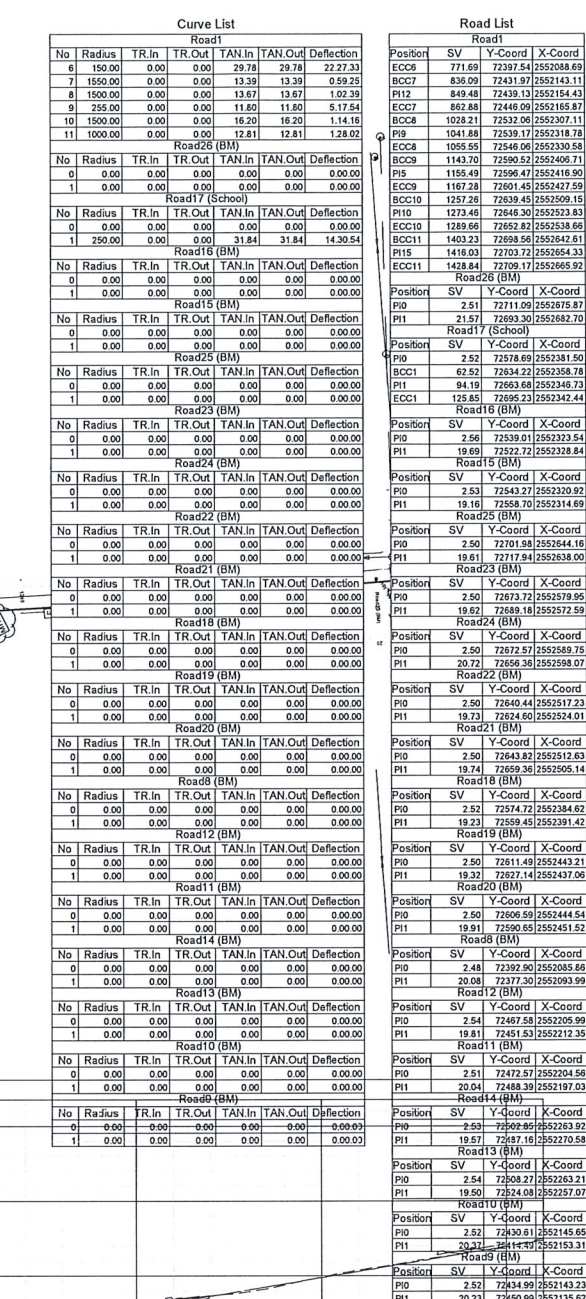 Curve List
Road1
No Radius TR.In TR.Out TAN.In TAN.Out Deflection
6 150.00 0.00 0.00 29.78 29.78 22.27.33
7 1550.00 0.00 0.00 13.39 13.39 0.59.25
8 1500.00 0.00 0.00 13.67 13.67 1.02.39
9 255.00 0.00 0.00 11.80 11.80 5.17.54
10 1500.00 0.00 0.00 16.20 16.20 1.14.16
11 1000.00 0.00 0.00 12.81 12.81 1.28.02
Road26 (BM)
No Radius TR.In TR.Out TAN.In TAN.Out Deflection
0 0.00 0.00 0.00 0.00 0.00 0.00.00
1 0.00 0.00 0.00 0.00 0.00 0.00.00
Road17 (School)
No Radius TR.In TR.Out TAN.In TAN.Out Deflection
0 0.00 0.00 0.00 0.00 0.00 0.00.00
1 250.00 0.00 0.00 31.84 31.84 14.30.54
Road16 (BM)
No Radius TR.In TR.Out TAN.In TAN.Out Deflection
0 0.00 0.00 0.00 0.00 0.00 0.00.00
1 0.00 0.00 0.00 0.00 0.00 0.00.00
Road15 (BM)
No Radius TR.In TR.Out TAN.In TAN.Out Deflection
0 0.00 0.00 0.00 0.00 0.00 0.00.00
1 0.00 0.00 0.00 0.00 0.00 0.00.00
Road25 (BM)
No Radius TR.In TR.Out TAN.In TAN.Out Deflection
0 0.00 0.00 0.00 0.00 0.00 0.00.00
1 0.00 0.00 0.00 0.00 0.00 0.00.00
Road23 (BM)
No Radius TR.In TR.Out TAN.In TAN.Out Deflection
0 0.00 0.00 0.00 0.00 0.00 0.00.00
1 0.00 0.00 0.00 0.00 0.00 0.00.00
Road24 (BM)
No Radius TR.In TR.Out TAN.In TAN.Out Deflection
0 0.00 0.00 0.00 0.00 0.00 0.00.00
1 0.00 0.00 0.00 0.00 0.00 0.00.00
Road22 (BM)
No Radius TR.In TR.Out TAN.In TAN.Out Deflection
0 0.00 0.00 0.00 0.00 0.00 0.00.00
1 0.00 0.00 0.00 0.00 0.00 0.00.00
Road21 (BM)
No Radius TR.In TR.Out TAN.In TAN.Out Deflection
0 0.00 0.00 0.00 0.00 0.00 0.00.00
1 0.00 0.00 0.00 0.00 0.00 0.00.00
Road18 (BM)
No Radius TR.In TR.Out TAN.In TAN.Out Deflection
0 0.00 0.00 0.00 0.00 0.00 0.00.00
1 0.00 0.00 0.00 0.00 0.00 0.00.00
Road19 (BM)
No Radius TR.In TR.Out TAN.In TAN.Out Deflection
0 0.00 0.00 0.00 0.00 0.00 0.00.00
1 0.00 0.00 0.00 0.00 0.00 0.00.00
Road20 (BM)
No Radius TR.In TR.Out TAN.In TAN.Out Deflection
0 0.00 0.00 0.00 0.00 0.00 0.00.00
1 0.00 0.00 0.00 0.00 0.00 0.00.00
Road8 (BM)
No Radius TR.In TR.Out TAN.In TAN.Out Deflection
0 0.00 0.00 0.00 0.00 0.00 0.00.00
1 0.00 0.00 0.00 0.00 0.00 0.00.00
Road12 (BM)
No Radius TR.In TR.Out TAN.In TAN.Out Deflection
0 0.00 0.00 0.00 0.00 0.00 0.00.00
1 0.00 0.00 0.00 0.00 0.00 0.00.00
Road11 (BM)
No Radius TR.In TR.Out TAN.In TAN.Out Deflection
0 0.00 0.00 0.00 0.00 0.00 0.00.00
1 0.00 0.00 0.00 0.00 0.00 0.00.00
Road14 (BM)
No Radius TR.In TR.Out TAN.In TAN.Out Deflection
0 0.00 0.00 0.00 0.00 0.00 0.00.00
1 0.00 0.00 0.00 0.00 0.00 0.00.00
Road13 (BM)
No Radius TR.In TR.Out TAN.In TAN.Out Deflection
0 0.00 0.00 0.00 0.00 0.00 0.00.00
1 0.00 0.00 0.00 0.00 0.00 0.00.00
Road10 (BM)
No Radius TR.In TR.Out TAN.In TAN.Out Deflection
0 0.00 0.00 0.00 0.00 0.00 0.00.00
1 0.00 0.00 0.00 0.00 0.00 0.00.00
Road9 (BM)
No Radius TR.In TR.Out TAN.In TAN.Out Deflection
0 0.00 0.00 0.00 0.00 0.00 0.00.00
1 0.00 0.00 0.00 0.00 0.00 0.00.00
Road List
Road1
Position SV Y-Coord X-Coord
ECC6 771.69 72397.54 2552088.69
BCC7 836.09 72431.97 2552143.11
PI12 849.48 72439.13 2552154.43
ECC7 862.88 72446.09 2552165.87
BCC8 1028.21 72532.06 2552307.11
PI9 1041.88 72539.17 2552318.78
ECC8 1055.55 72546.06 2552330.58
BCC9 1143.70 72590.52 2552406.71
PI5 1155.49 72596.47 2552416.90
ECC9 1167.28 72601.45 2552427.59
BCC10 1257.26 72639.45 2552509.15
PI10 1273.46 72646.30 2552523.83
ECC10 1289.66 72652.82 2552538.66
BCC11 1403.23 72698.56 2552642.61
PI15 1416.03 72703.72 2552654.33
ECC11 1428.84 72709.17 2552665.92
Road26 (BM)
Position SV Y-Coord X-Coord
PI0 2.51 72711.09 2552675.87
PI1 21.57 72693.30 2552682.70
Road17 (School)
Position SV Y-Coord X-Coord
PI0 2.52 72578.69 2552381.50
BCC1 62.52 72634.22 2552358.78
PI1 94.19 72663.68 2552346.73
ECC1 125.85 72695.23 2552342.44
Road16 (BM)
Position SV Y-Coord X-Coord
PI0 2.56 72539.01 2552323.54
PI1 19.69 72522.72 2552328.84
Road15 (BM)
Position SV Y-Coord X-Coord
PI0 2.53 72543.27 2552320.92
PI1 19.16 72558.70 2552314.69
Road25 (BM)
Position SV Y-Coord X-Coord
PI0 2.50 72701.98 2552644.16
PI1 19.61 72717.94 2552638.00
Road23 (BM)
Position SV Y-Coord X-Coord
PI0 2.50 72673.72 2552579.95
PI1 19.62 72689.18 2552572.59
Road24 (BM)
Position SV Y-Coord X-Coord
PI0 2.50 72672.57 2552589.75
PI1 20.72 72656.36 2552598.07
Road22 (BM)
Position SV Y-Coord X-Coord
PI0 2.50 72640.44 2552517.23
PI1 19.73 72624.60 2552524.01
Road21 (BM)
Position SV Y-Coord X-Coord
PI0 2.50 72643.82 2552512.63
PI1 19.74 72659.36 2552505.14
Road18 (BM)
Position SV Y-Coord X-Coord
PI0 2.52 72574.72 2552384.62
PI1 19.23 72559.45 2552391.42
Road19 (BM)
Position SV Y-Coord X-Coord
PI0 2.50 72611.49 2552443.21
PI1 19.32 72627.14 2552437.06
Road20 (BM)
Position SV Y-Coord X-Coord
PI0 2.50 72606.59 2552444.54
PI1 19.91 72590.65 2552451.52
Road8 (BM)
Position SV Y-Coord X-Coord
PI0 2.48 72392.90 2552085.86
PI1 20.08 72377.30 2552093.99
Road12 (BM)
Position SV Y-Coord X-Coord
PI0 2.54 72467.58 2552205.99
PI1 19.81 72451.53 2552212.35
Road11 (BM)
Position SV Y-Coord X-Coord
PI0 2.51 72472.57 2552204.56
PI1 20.04 72488.39 2552197.03
Road14 (BM)
Position SV Y-Coord X-Coord
PI0 2.53 72502.85 2552263.92
PI1 19.57 72487.16 2552270.58
Road13 (BM)
Position SV Y-Coord X-Coord
PI0 2.54 72508.27 2552263.21
PI1 19.50 72524.08 2552257.07
Road10 (BM)
Position SV Y-Coord X-Coord
PI0 2.52 72430.61 2552145.65
PI1 20.37 72414.49 2552153.31
Road9 (BM)
Position SV Y-Coord X-Coord
PI0 2.52 72434.99 2552143.23
PI1 20.23 72450.99 2552135.62